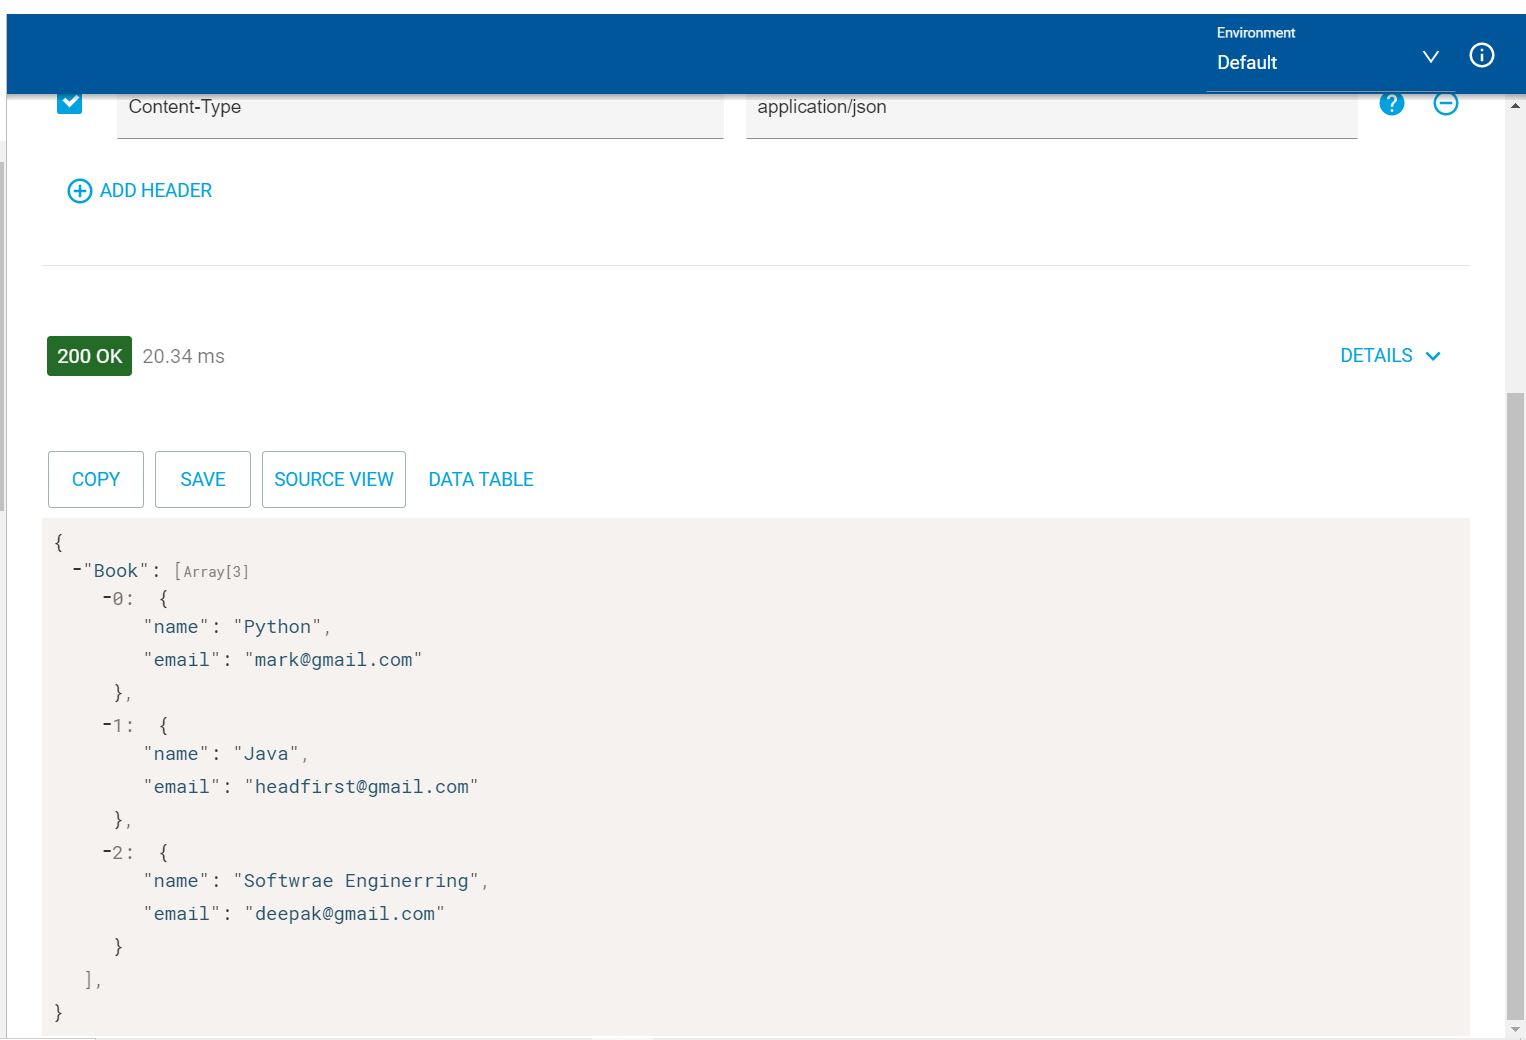 Environment
Default
Content-Type application/json
ADD HEADER
200 OK 20.34 ms DETAILS
COPY SAVE SOURCE VIEW DATA TABLE
{
-"Book": [Array[3]
-0: {
"name": "Python",
"email": "mark@gmail.com"
},
-1: {
"name": "Java",
"email": "headfirst@gmail.com"
},
-2: {
"name": "Softwrae Enginerring",
"email": "deepak@gmail.com"
}
],
}